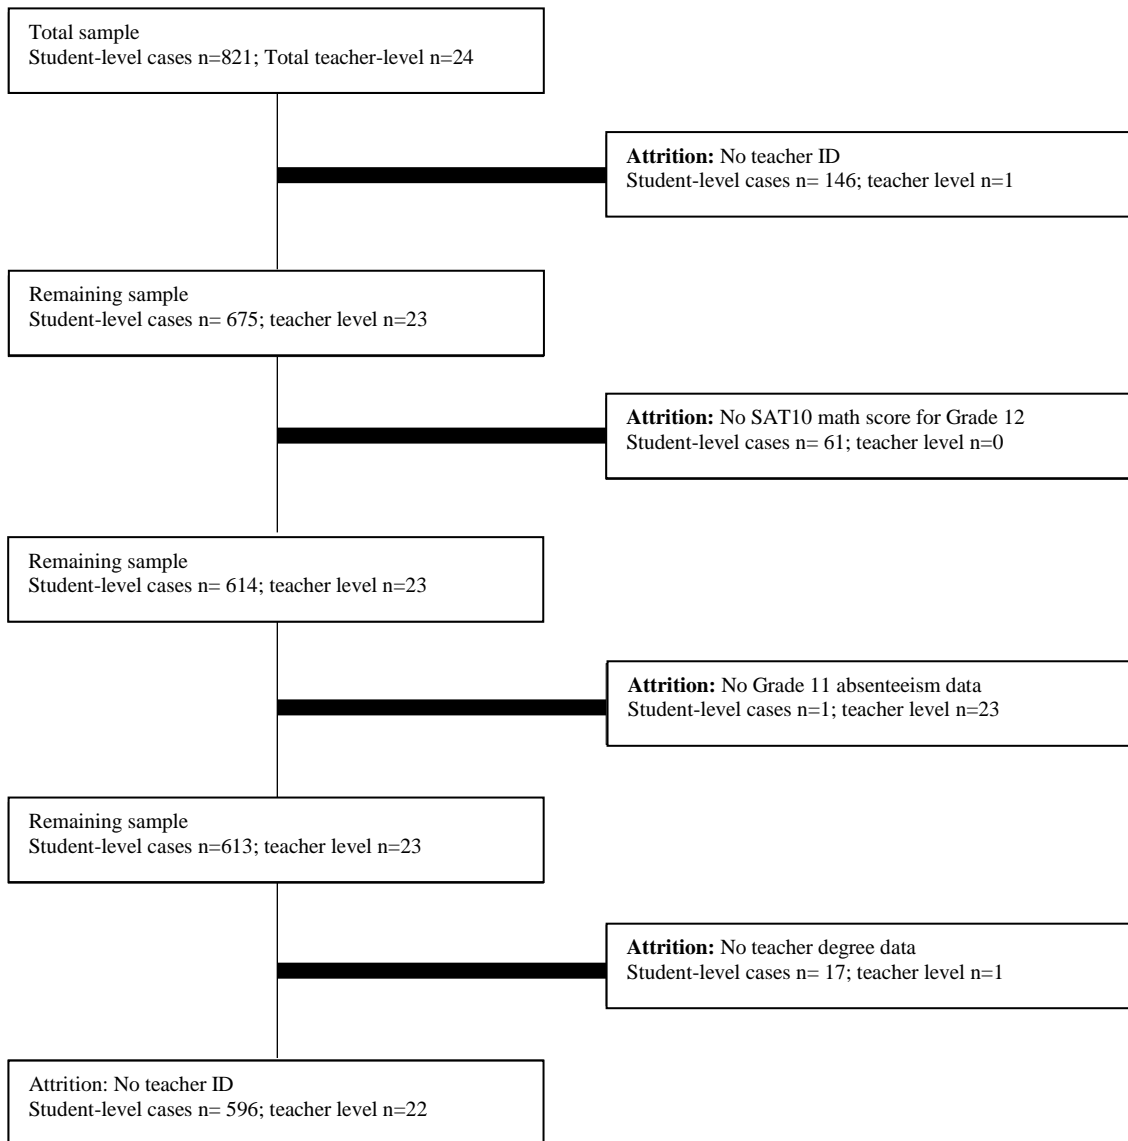 Total sample
Student-level cases n=821; Total teacher-level n=24
Attrition: No teacher ID
Student-level cases n= 146; teacher level n=1
Remaining sample
Student-level cases n= 675; teacher level n=23
Attrition: No SAT10 math score for Grade 12
Student-level cases n= 61; teacher level n=0
Remaining sample
Student-level cases n= 614; teacher level n=23
Attrition: No Grade 11 absenteeism data
Student-level cases n=1; teacher level n=23
Remaining sample
Student-level cases n=613; teacher level n=23
Attrition: No teacher degree data
Student-level cases n= 17; teacher level n=1
Attrition: No teacher ID
Student-level cases n= 596; teacher level n=22